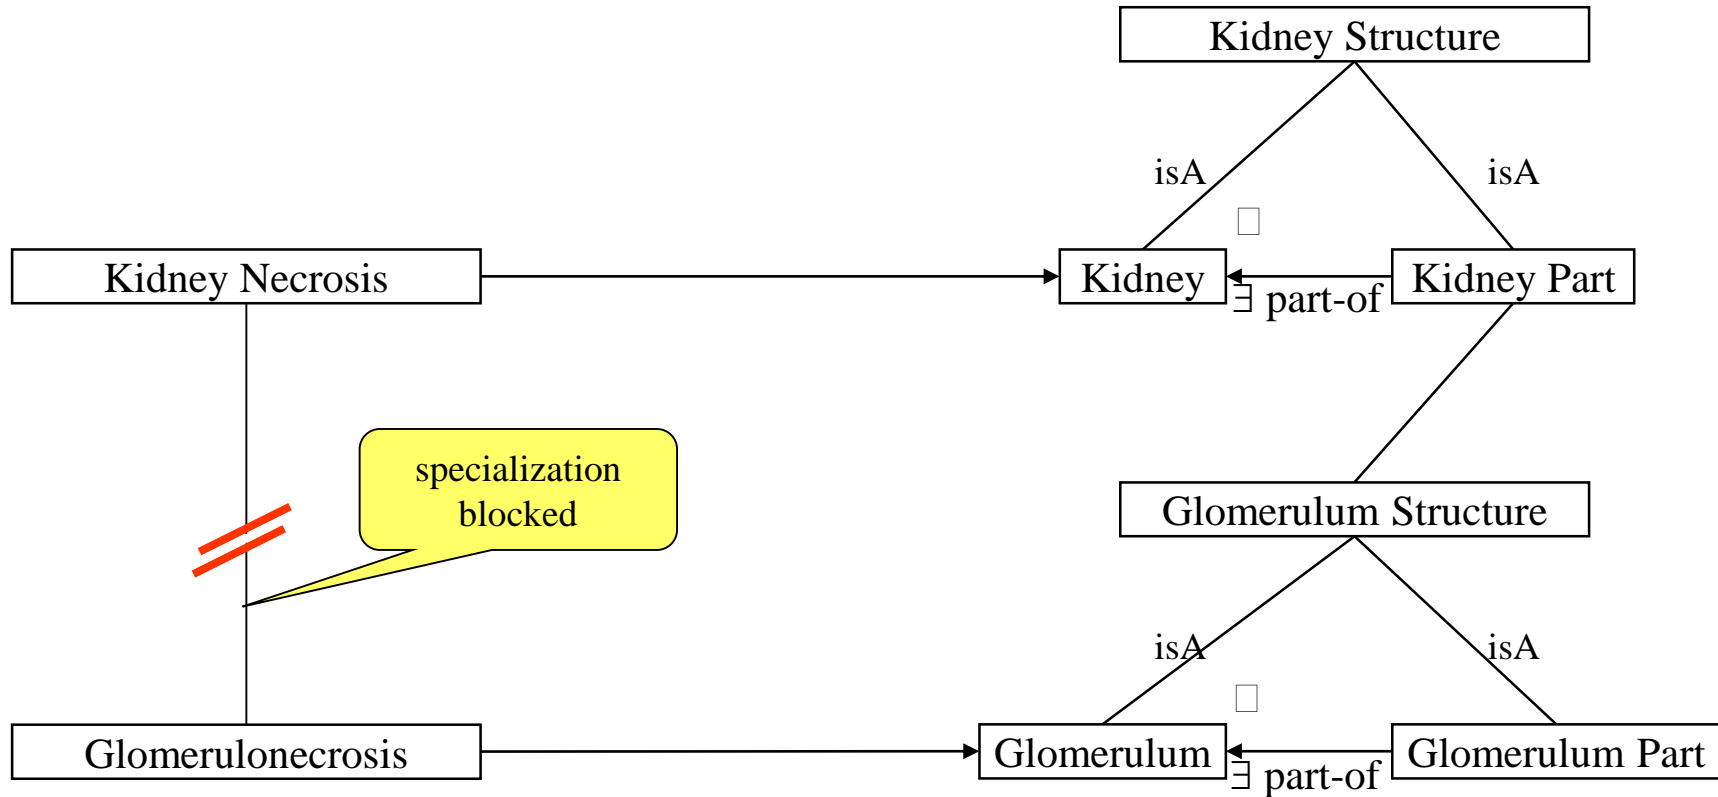 Kidney Structure
isA
isA
Kidney Necrosis
Kidney
Kidney Part
∃ part-of
specialization
blocked
Glomerulum Structure
isA
isA
Glomerulonecrosis
Glomerulum
Glomerulum Part
∃ part-of